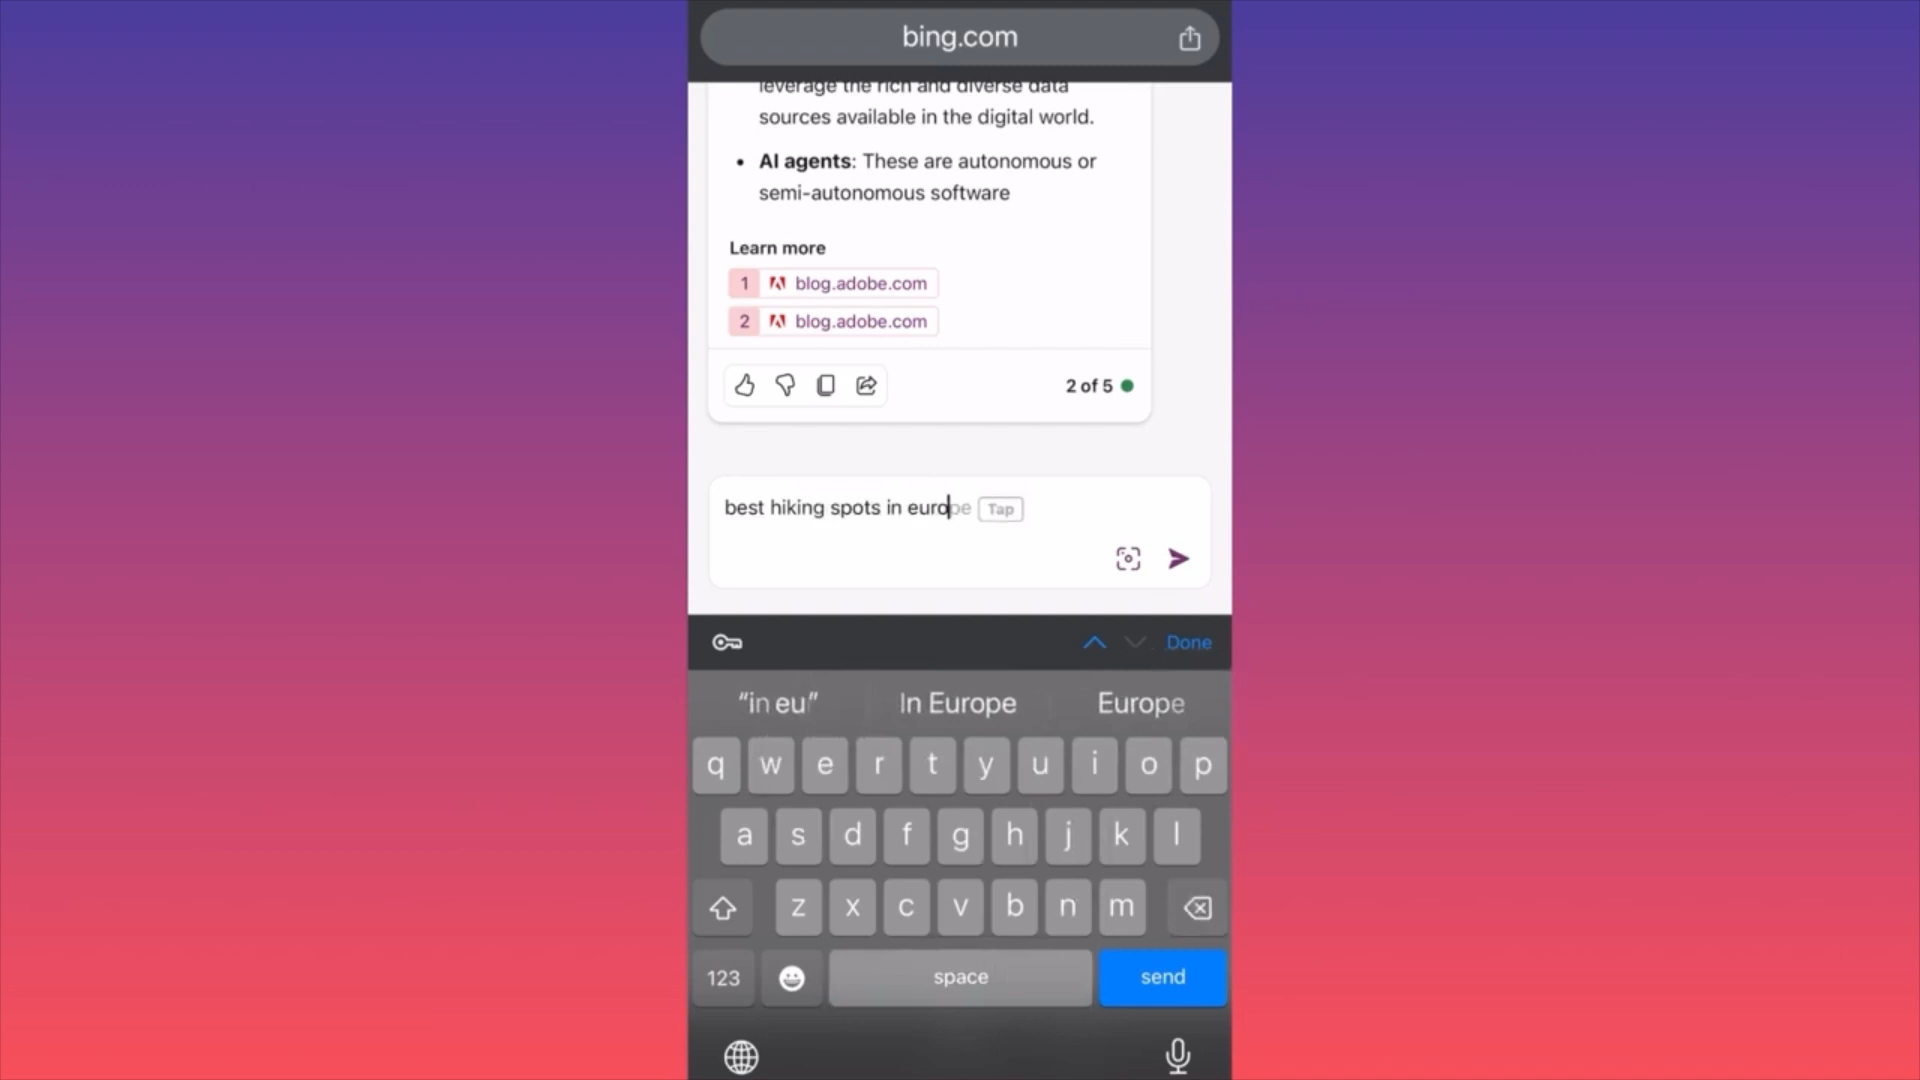 bing.com
leverage the rich and diverse data
sources available in the digital world.
• AI agents: These are autonomous or
semi-autonomous software
Learn more
1 blog.adobe.com
2 blog.adobe.com
2 of 5
best hiking spots in europe Tap
Done
“in eu” In Europe Europe
q w e r t y u i o p
a s d f g h j k l
z x c v b n m
123 space send